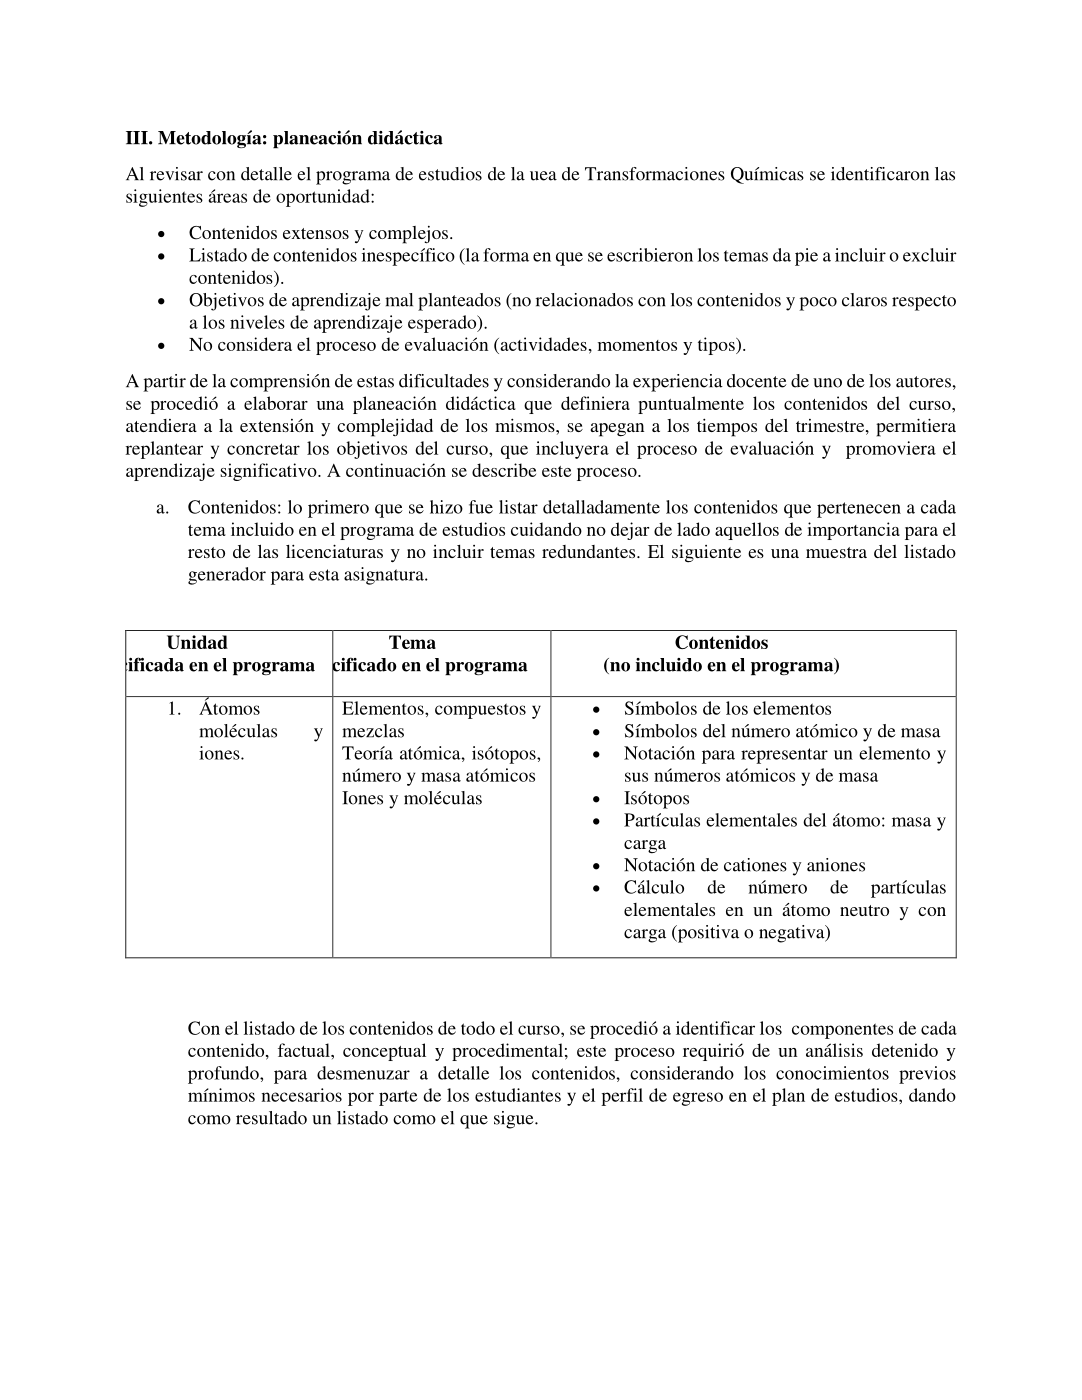 III. Metodología: planeación didáctica
Al revisar con detalle el programa de estudios de la uea de Transformaciones Químicas se identificaron las
siguientes áreas de oportunidad:
• Contenidos extensos y complejos.
• Listado de contenidos inespecífico (la forma en que se escribieron los temas da pie a incluir o excluir
contenidos).
• Objetivos de aprendizaje mal planteados (no relacionados con los contenidos y poco claros respecto
a los niveles de aprendizaje esperado).
• No considera el proceso de evaluación (actividades, momentos y tipos).
A partir de la comprensión de estas dificultades y considerando la experiencia docente de uno de los autores,
se procedió a elaborar una planeación didáctica que definiera puntualmente los contenidos del curso,
atendiera a la extensión y complejidad de los mismos, se apegan a los tiempos del trimestre, permitiera
replantear y concretar los objetivos del curso, que incluyera el proceso de evaluación y promoviera el
aprendizaje significativo. A continuación se describe este proceso.
a. Contenidos: lo primero que se hizo fue listar detalladamente los contenidos que pertenecen a cada
tema incluido en el programa de estudios cuidando no dejar de lado aquellos de importancia para el
resto de las licenciaturas y no incluir temas redundantes. El siguiente es una muestra del listado
generador para esta asignatura.
Unidad
ificada en el programa
Tema
cificado en el programa
Contenidos
(no incluido en el programa)
1. Átomos
moléculas y
iones.
Elementos, compuestos y
mezclas
Teoría atómica, isótopos,
número y masa atómicos
Iones y moléculas
• Símbolos de los elementos
• Símbolos del número atómico y de masa
• Notación para representar un elemento y
sus números atómicos y de masa
• Isótopos
• Partículas elementales del átomo: masa y
carga
• Notación de cationes y aniones
• Cálculo de número de partículas
elementales en un átomo neutro y con
carga (positiva o negativa)
Con el listado de los contenidos de todo el curso, se procedió a identificar los componentes de cada
contenido, factual, conceptual y procedimental; este proceso requirió de un análisis detenido y
profundo, para desmenuzar a detalle los contenidos, considerando los conocimientos previos
mínimos necesarios por parte de los estudiantes y el perfil de egreso en el plan de estudios, dando
como resultado un listado como el que sigue.